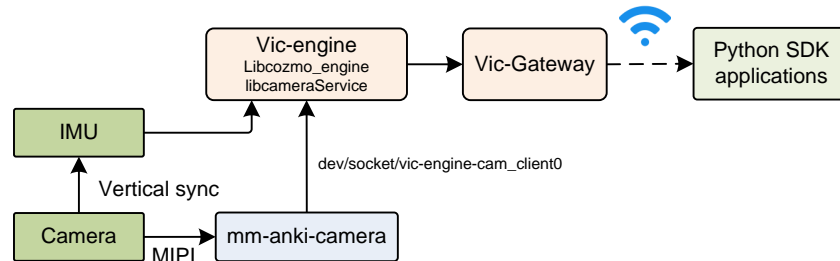 Vic-engine
Libcozmo_engine
libcameraService
Vic-Gateway
Python SDK
applications
IMU
dev/socket/vic-engine-cam_client0
Vertical sync
Camera
MIPI
mm-anki-camera